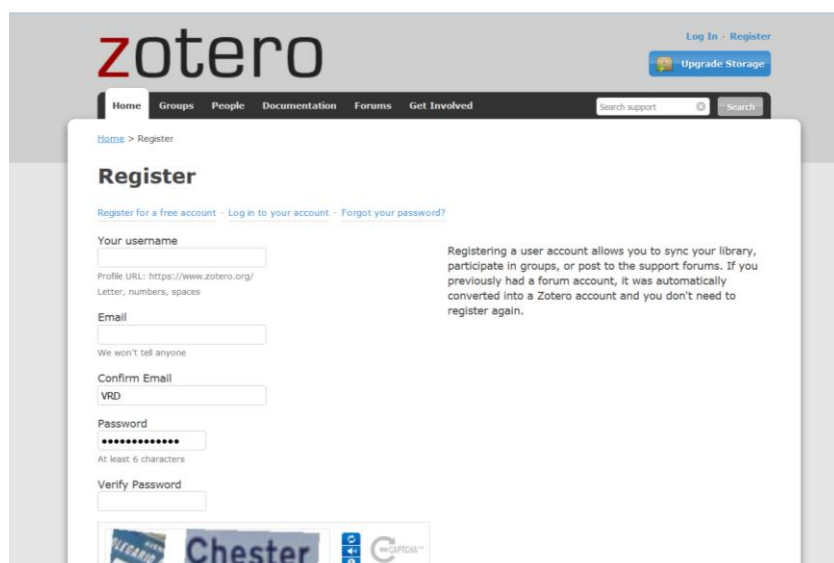 zotero
Log In · Register
Upgrade Storage
Home Groups People Documentation Forums Get Involved
Search support
Search
Home > Register
Register
Register for a free account · Log in to your account · Forgot your password?
Your username
Profile URL: https://www.zotero.org/
Letter, numbers, spaces
Email
We won't tell anyone
Confirm Email
VRD
Password
•••••••••••••
At least 6 characters
Verify Password
Registering a user account allows you to sync your library,
participate in groups, or post to the support forums. If you
previously had a forum account, it was automatically
converted into a Zotero account and you don't need to
register again.
Chester